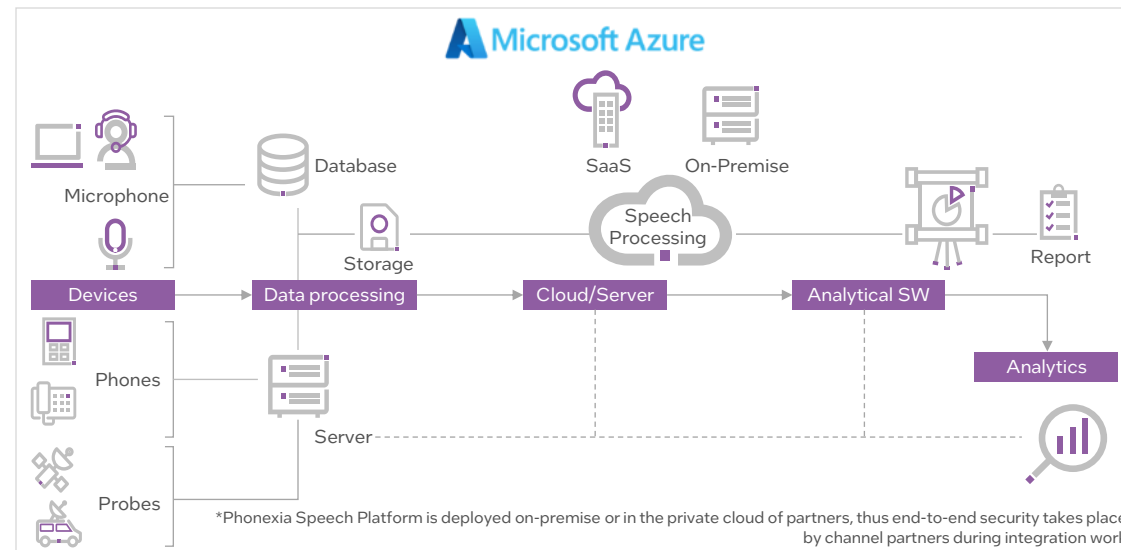 Microsoft Azure
SaaS
On-Premise
Database
Microphone
Speech
Processing
Storage
Report
Devices
Data processing
Cloud/Server
Analytical SW
Phones
Analytics
Server
Probes
*Phonexia Speech Platform is deployed on-premise or in the private cloud of partners, thus end-to-end security takes place
by channel partners during integration work